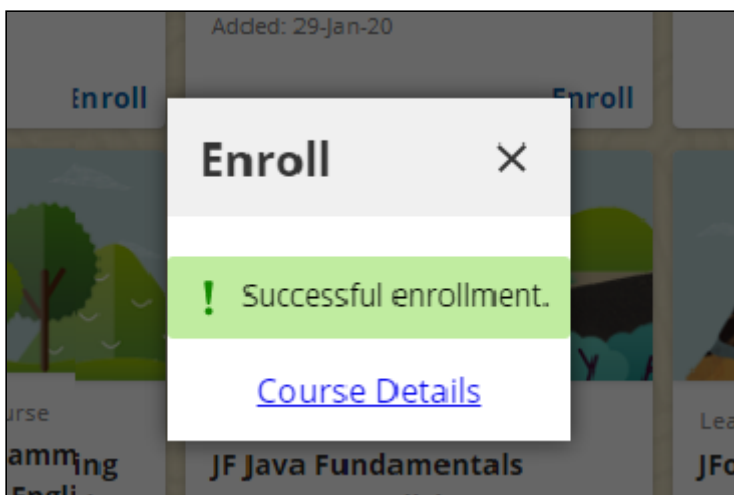 Added: 29-Jan-20
Enroll
Enroll
Enroll
Successful enrollment.
Course Details
JF Java Fundamentals